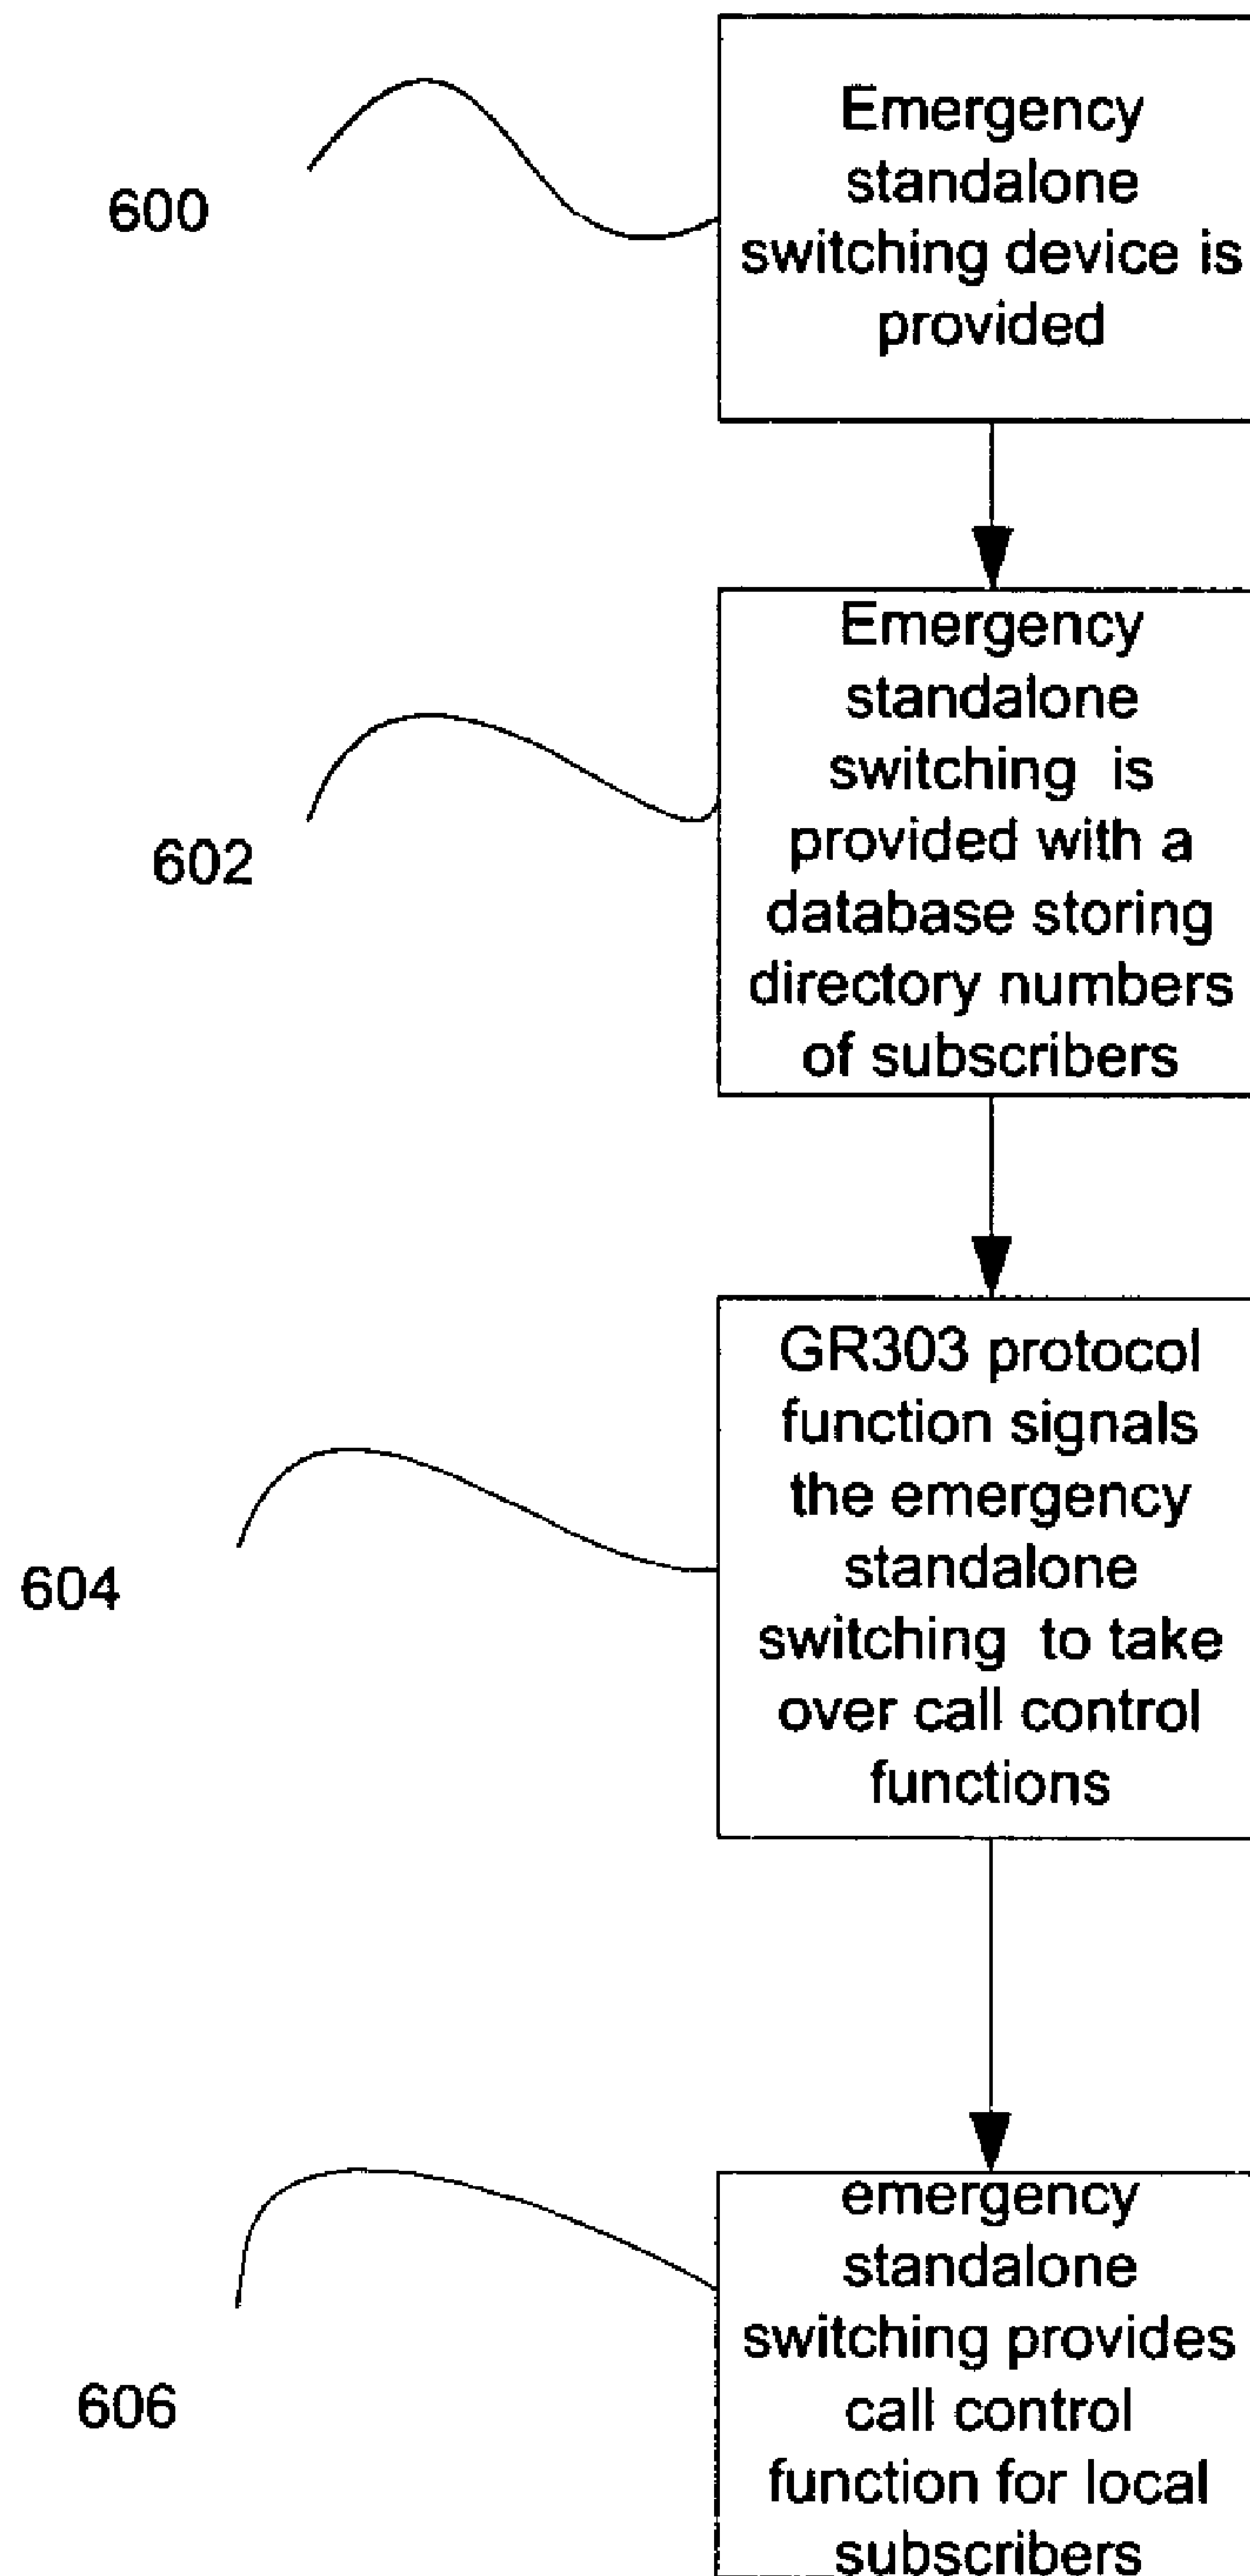 600
Emergency
standalone
switching device is
provided
602
Emergency
standalone
switching is
provided with a
database storing
directory numbers
of subscribers
604
GR303 protocol
function signals
the emergency
standalone
switching to take
over call control
functions
606
emergency
standalone
switching provides
call control
function for local
subscribers